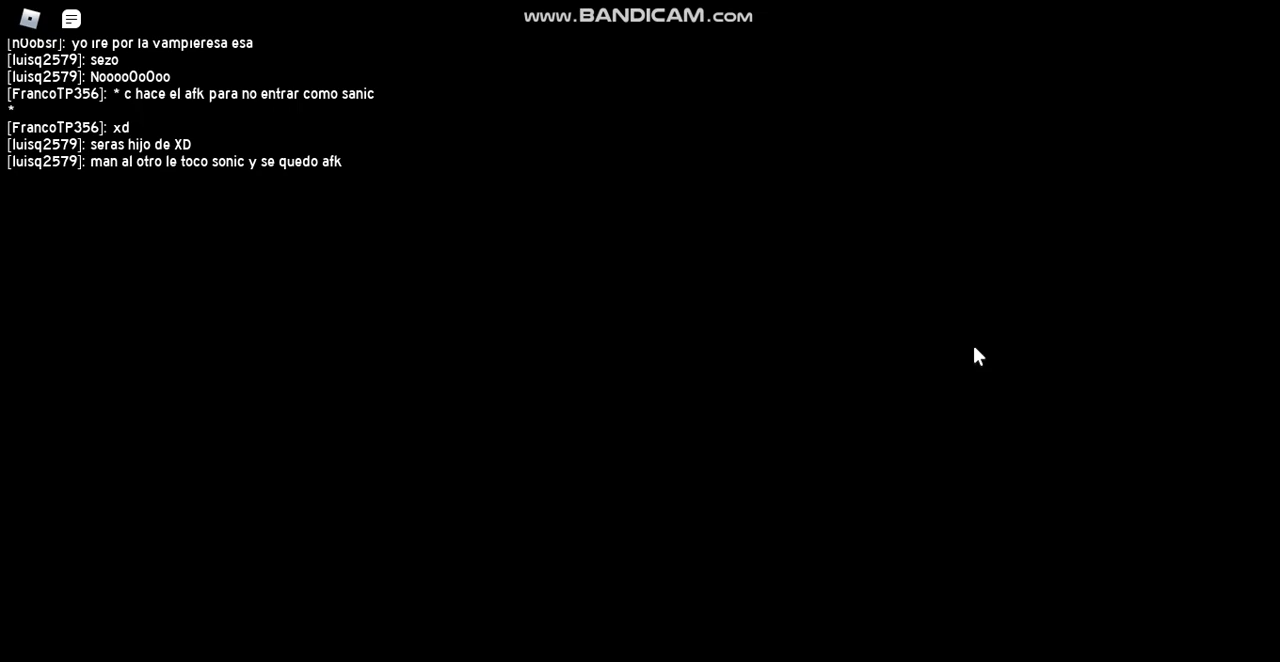 www.BANDICAM.com
[n0obsr]: yo ire por la vampieresa esa
[luisq2579]: sezo
[luisq2579]: Noooo0o0oo
[FrancoTP356]: * c hace el afk para no entrar como sanic
*
[FrancoTP356]: xd
[luisq2579]: seras hijo de XD
[luisq2579]: man al otro le toco sonic y se quedo afk